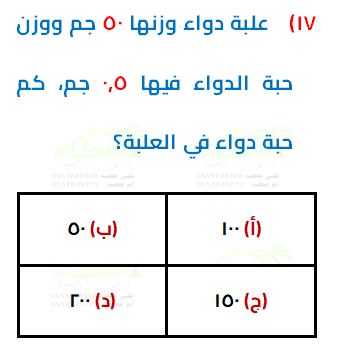 ١٧) علبة دواء وزنها ٥٠ جم ووزن
حبة الدواء فيها ٠,٥ جم، كم
حبة دواء في العلبة؟
(أ) ١٠٠
(ب) ٥٠
(ج) ١٥٠
(د) ٢٠٠